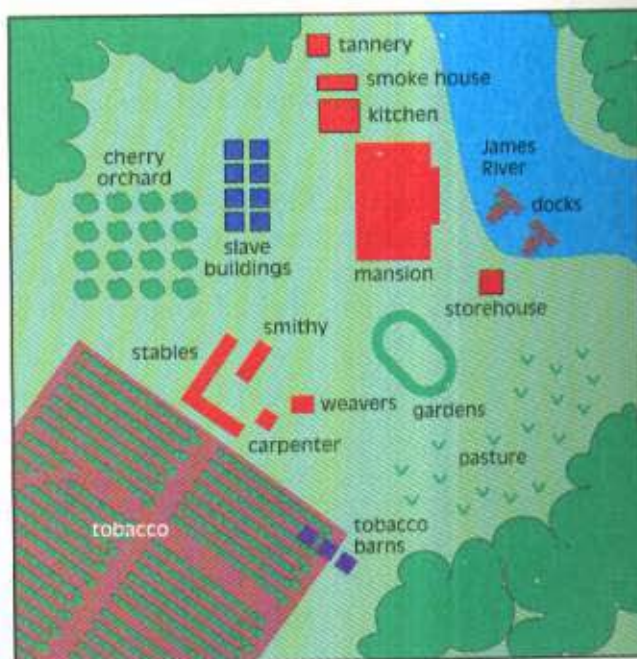 tannery
smoke house
kitchen
James
River
docks
cherry
orchard
slave
buildings
mansion
storehouse
smithy
stables
weavers
gardens
carpenter
pasture
tobacco
tobacco
barns